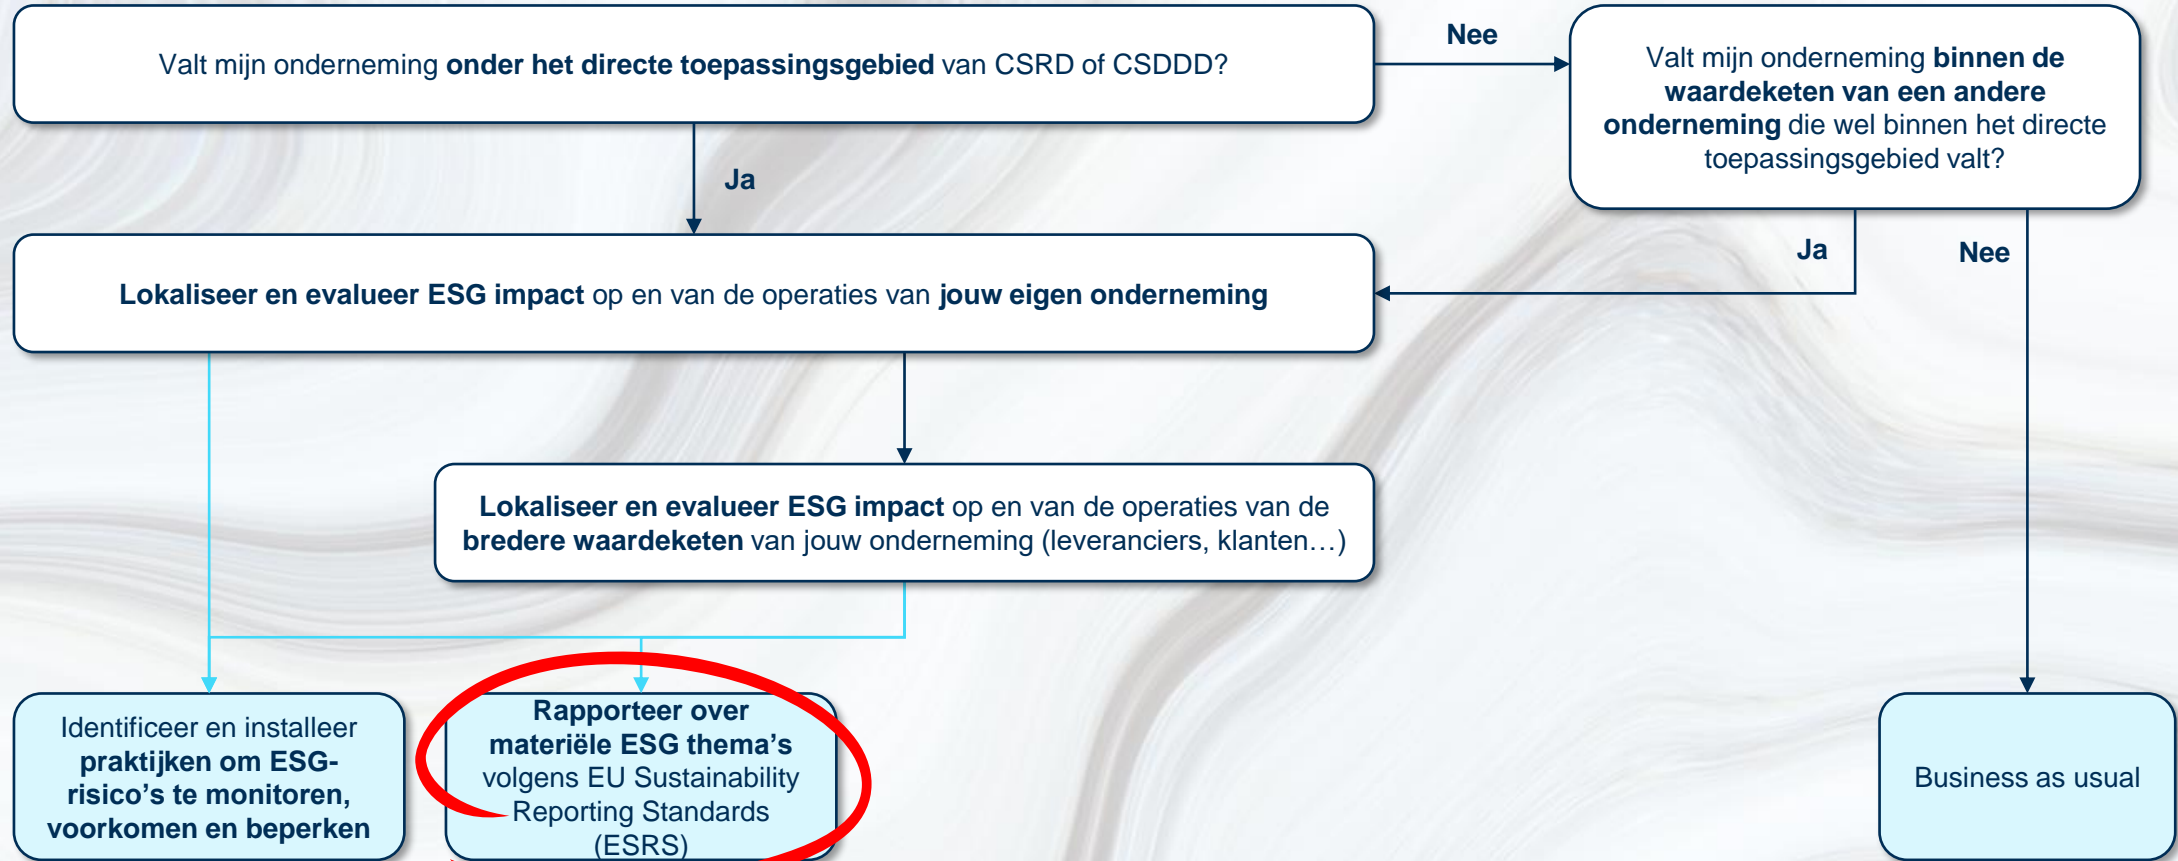 Valt mijn onderneming onder het directe toepassingsgebied van CSRD of CSDDD?
Nee
Valt mijn onderneming binnen de
waardeketen van een andere
onderneming die wel binnen het directe
toepassingsgebied valt?
Ja
Ja
Nee
Lokaliseer en evalueer ESG impact op en van de operaties van jouw eigen onderneming
Lokaliseer en evalueer ESG impact op en van de operaties van de
bredere waardeketen van jouw onderneming (leveranciers, klanten…)
Identificeer en installeer
praktijken om ESG-
risico’s te monitoren,
voorkomen en beperken
Rapporteer over
materiële ESG thema’s
volgens EU Sustainability
Reporting Standards
(ESRS)
Business as usual